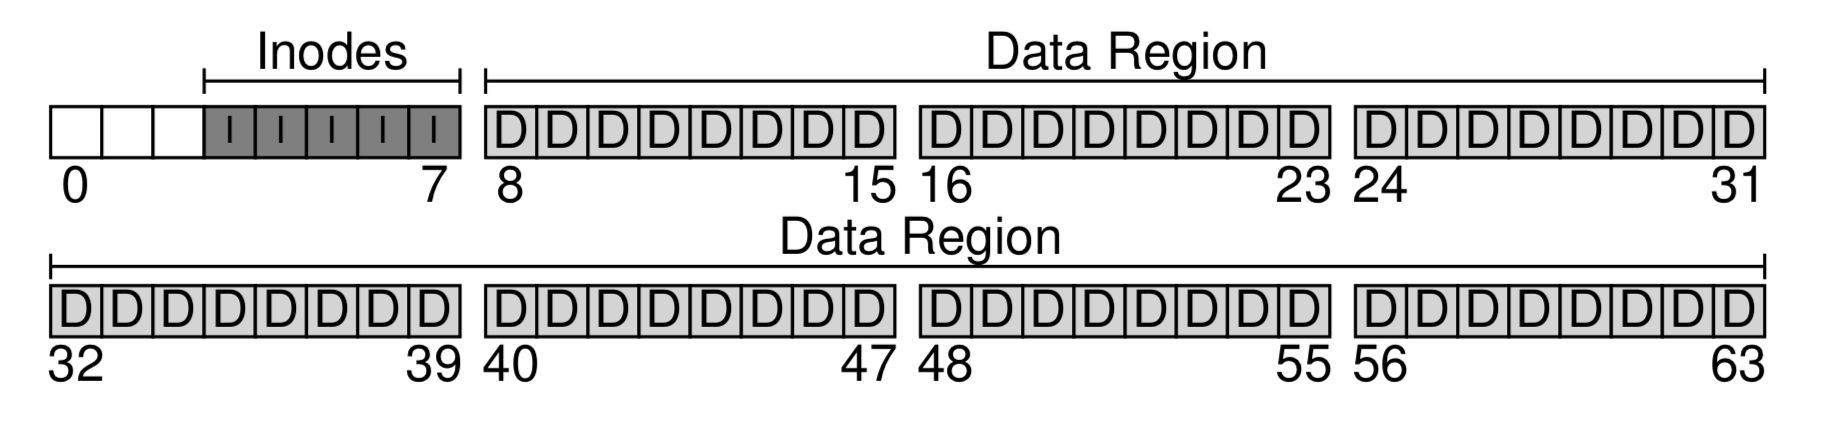 Inodes Data Region
I I I I I D D D D D D D D D D D D D D D D D D D D D D D D
0 7 8 15 16 23 24 31
Data Region
D D D D D D D D D D D D D D D D D D D D D D D D D D D D D D D D
32 39 40 47 48 55 56 63